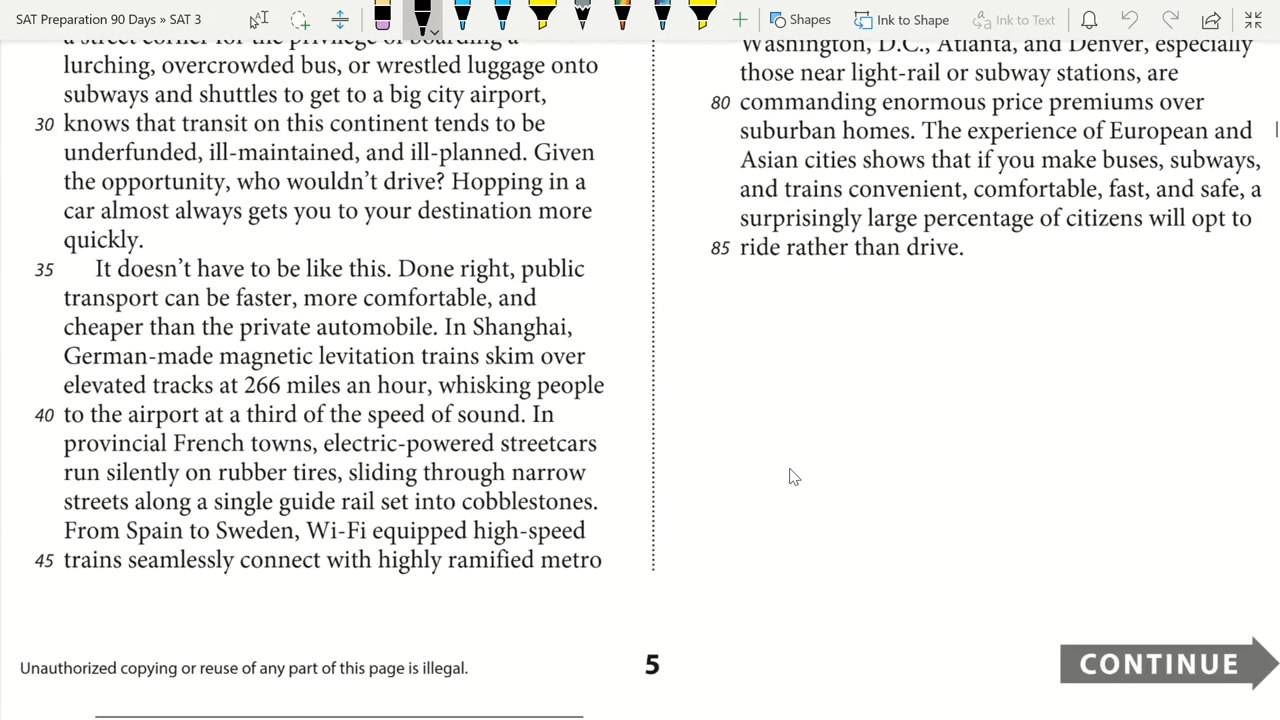 SAT Preparation 90 Days » SAT 3
Shapes
Ink to Shape
Ink to Text
a street corner for the privilege of boarding a
lurching, overcrowded bus, or wrestled luggage onto
subways and shuttles to get to a big city airport,
30 knows that transit on this continent tends to be
underfunded, ill-maintained, and ill-planned. Given
the opportunity, who wouldn’t drive? Hopping in a
car almost always gets you to your destination more
quickly.
35 It doesn’t have to be like this. Done right, public
transport can be faster, more comfortable, and
cheaper than the private automobile. In Shanghai,
German-made magnetic levitation trains skim over
elevated tracks at 266 miles an hour, whisking people
40 to the airport at a third of the speed of sound. In
provincial French towns, electric-powered streetcars
run silently on rubber tires, sliding through narrow
streets along a single guide rail set into cobblestones.
From Spain to Sweden, Wi-Fi equipped high-speed
45 trains seamlessly connect with highly ramified metro
Washington, D.C., Atlanta, and Denver, especially
those near light-rail or subway stations, are
80 commanding enormous price premiums over
suburban homes. The experience of European and
Asian cities shows that if you make buses, subways,
and trains convenient, comfortable, fast, and safe, a
surprisingly large percentage of citizens will opt to
85 ride rather than drive.
Unauthorized copying or reuse of any part of this page is illegal.
5
CONTINUE